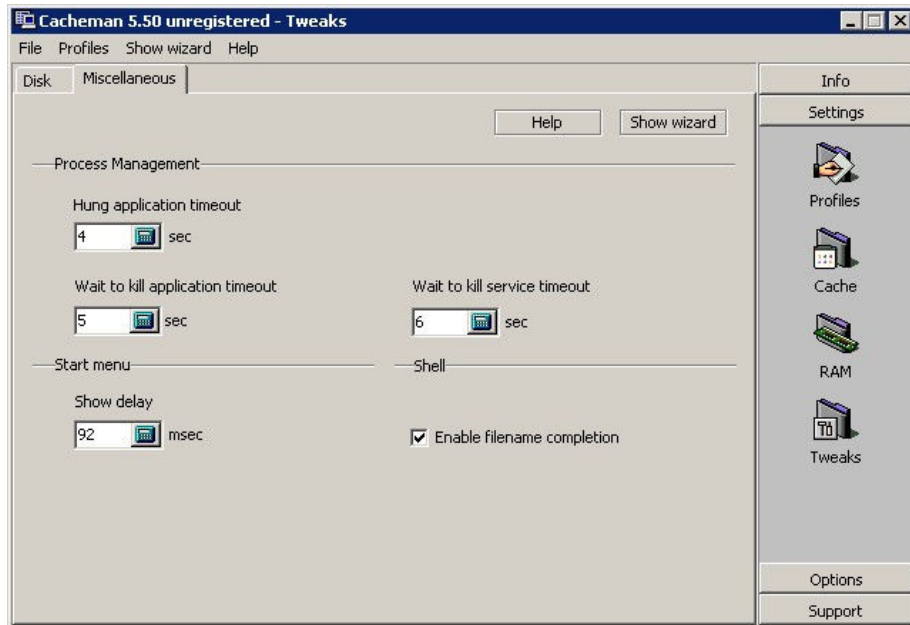 Cacheman 5.50 unregistered - Tweaks
File Profiles Show wizard Help
Disk Miscellaneous
Help Show wizard
Process Management
Hung application timeout
4 sec
Wait to kill application timeout Wait to kill service timeout
5 sec 6 sec
Start menu Shell
Show delay
92 msec Enable filename completion
Info
Settings
Profiles
Cache
RAM
Tweaks
Options
Support